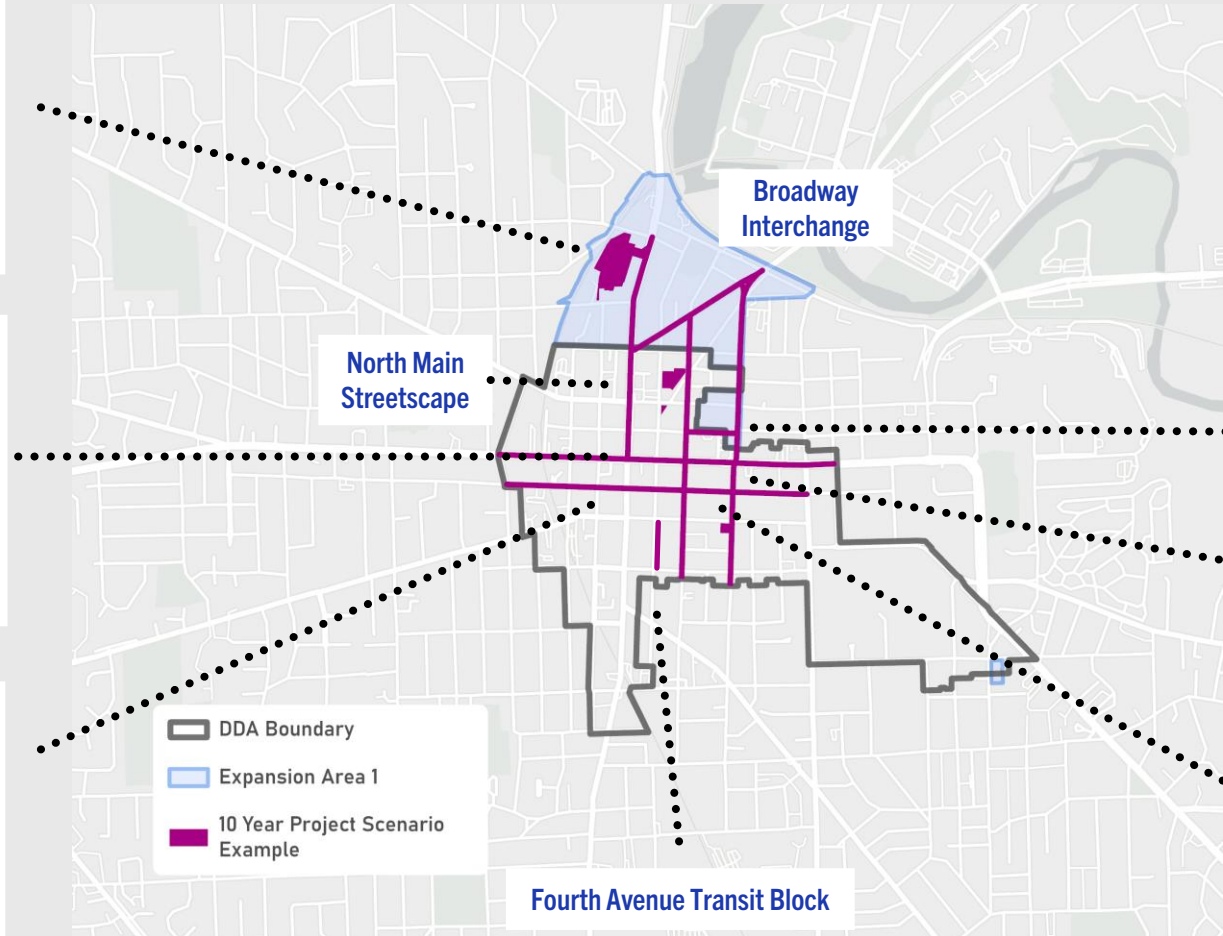 Broadway
Interchange
North Main
Streetscape
DDA Boundary
Expansion Area 1
10 Year Project Scenario
Example
Fourth Avenue Transit Block